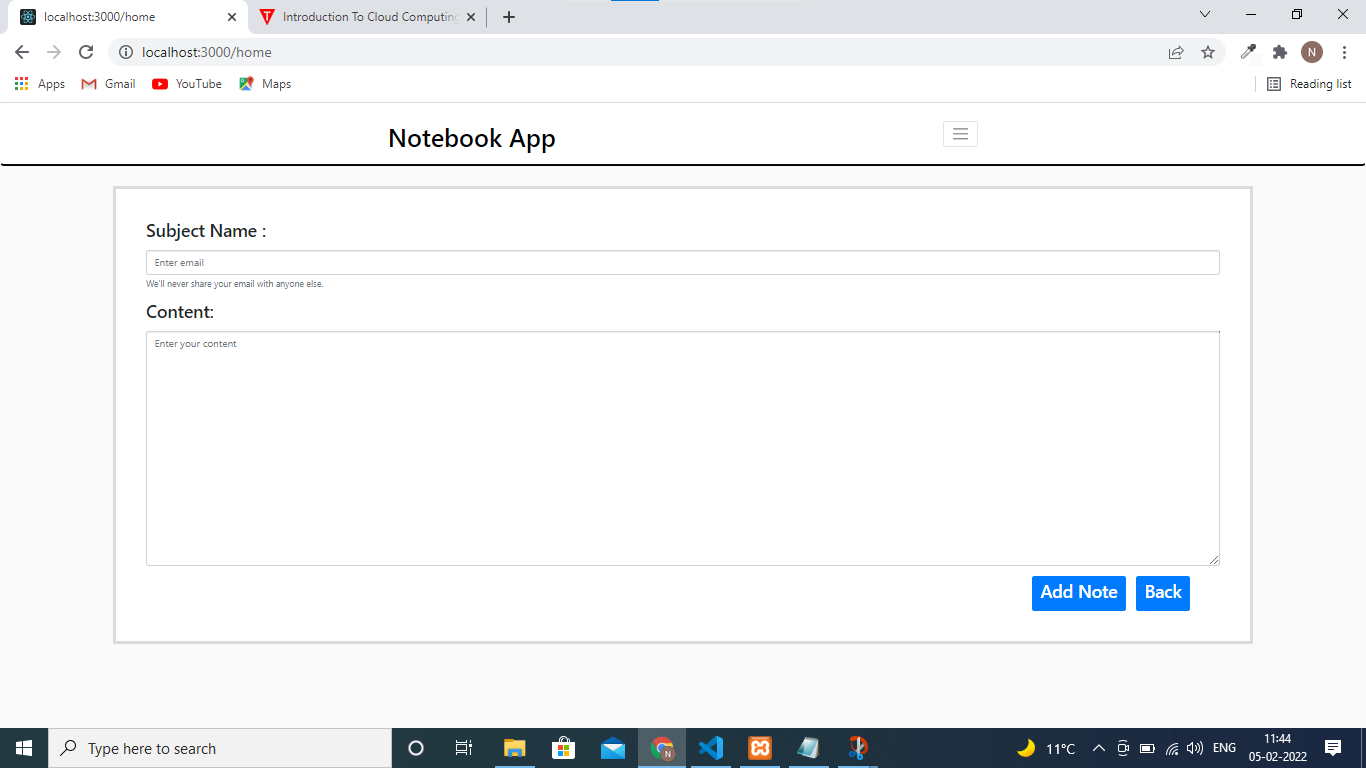 localhost:3000/home
Introduction To Cloud Computing
localhost:3000/home
N
Apps
Gmail
YouTube
Maps
Reading list
Notebook App
Subject Name :
Enter email
We'll never share your email with anyone else.
Content:
Enter your content
Add Note
Back
Type here to search
11°C
ENG
11:44
05-02-2022